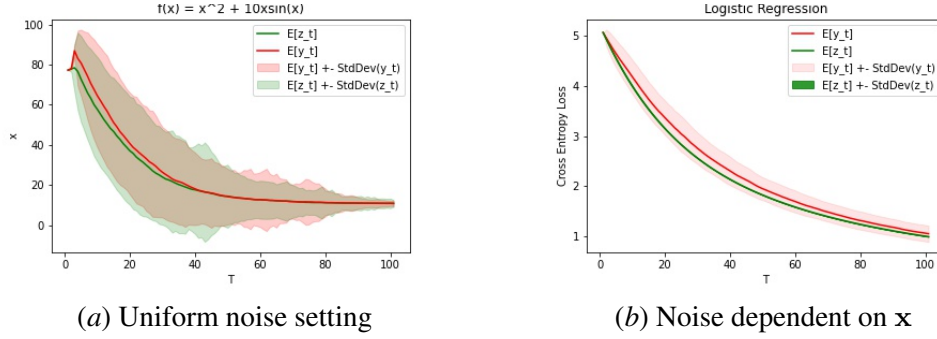 f(x) = x^2 + 10xsin(x)
100
80
60
40
20
0
x
0 20 40 60 80 100
T
E[z_t]
E[y_t]
E[y_t] +- StdDev(y_t)
E[z_t] +- StdDev(z_t)
(a) Uniform noise setting
Logistic Regression
5
4
3
2
1
Cross Entropy Loss
0 20 40 60 80 100
T
E[y_t]
E[z_t]
E[y_t] +- StdDev(y_t)
E[z_t] +- StdDev(z_t)
(b) Noise dependent on x